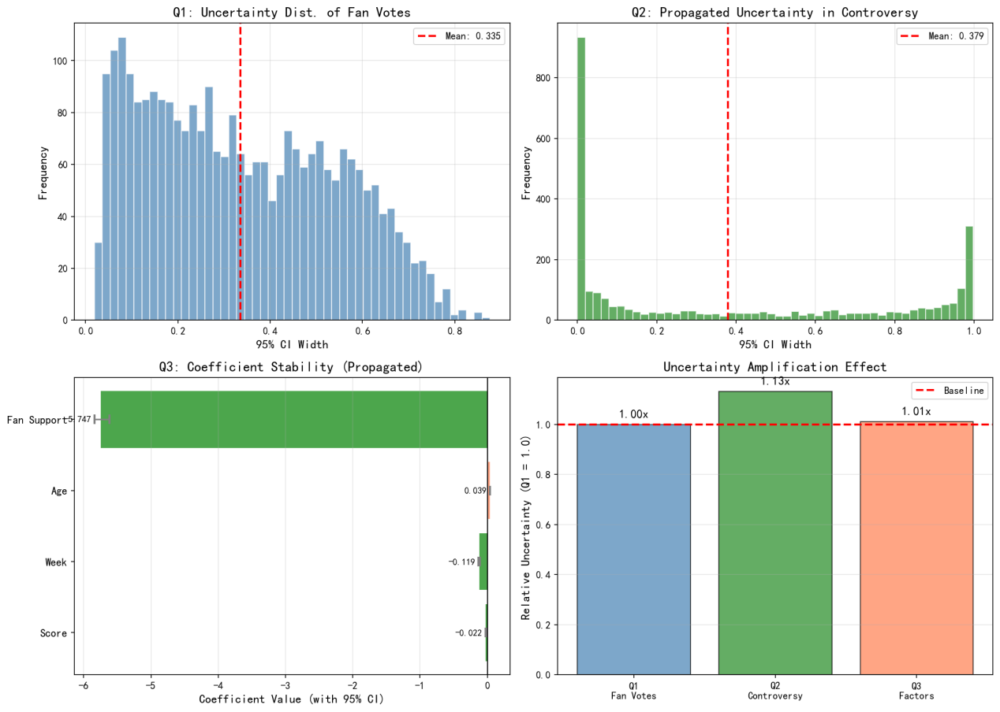 Q1: Uncertainty Dist. of Fan Votes
Mean: 0.335
Frequency
100
80
60
40
20
0
0.0 0.2 0.4 0.6 0.8
95% CI Width
Q2: Propagated Uncertainty in Controversy
Mean: 0.379
Frequency
800
600
400
200
0
0.0 0.2 0.4 0.6 0.8 1.0
95% CI Width
Q3: Coefficient Stability (Propagated)
Fan Support
-5.747
Age
0.039
Week
-0.119
Score
-0.022
-6 -5 -4 -3 -2 -1 0
Coefficient Value (with 95% CI)
Uncertainty Amplification Effect
Baseline
Relative Uncertainty (Q1 = 1.0)
1.00x
1.13x
1.01x
1.0
0.8
0.6
0.4
0.2
0.0
Q1
Fan Votes
Q2
Controversy
Q3
Factors